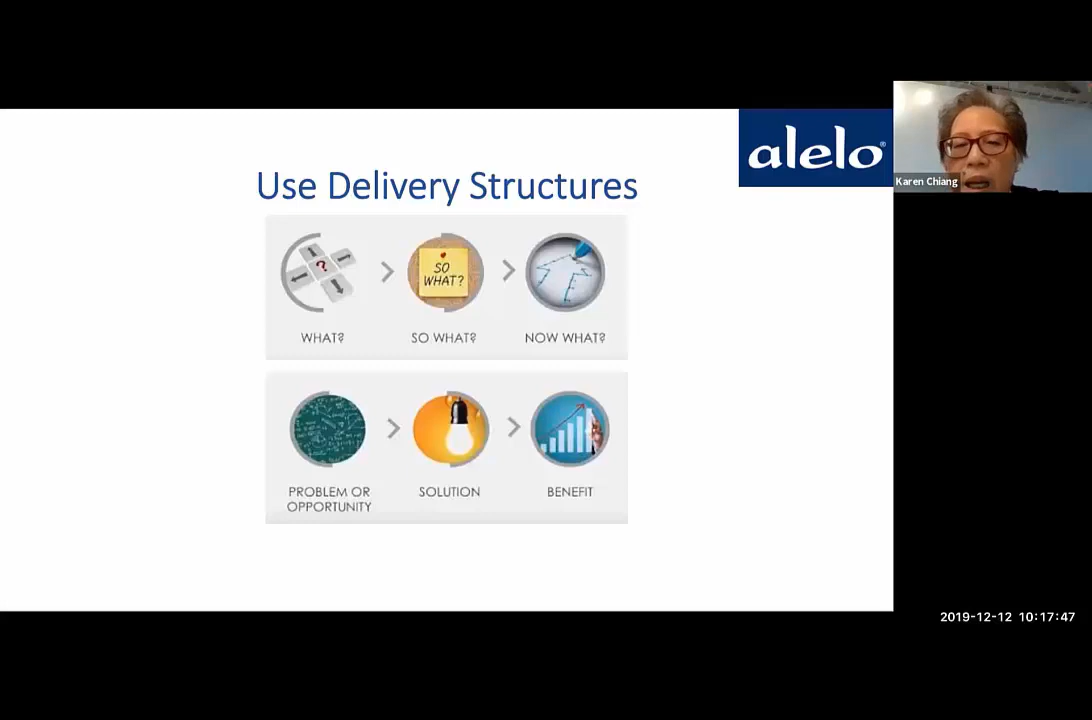 alelo®
Karen Chiang
Use Delivery Structures
?
SO
WHAT?
WHAT?
SO WHAT?
NOW WHAT?
PROBLEM OR
OPPORTUNITY
SOLUTION
BENEFIT
2019-12-12 10:17:47